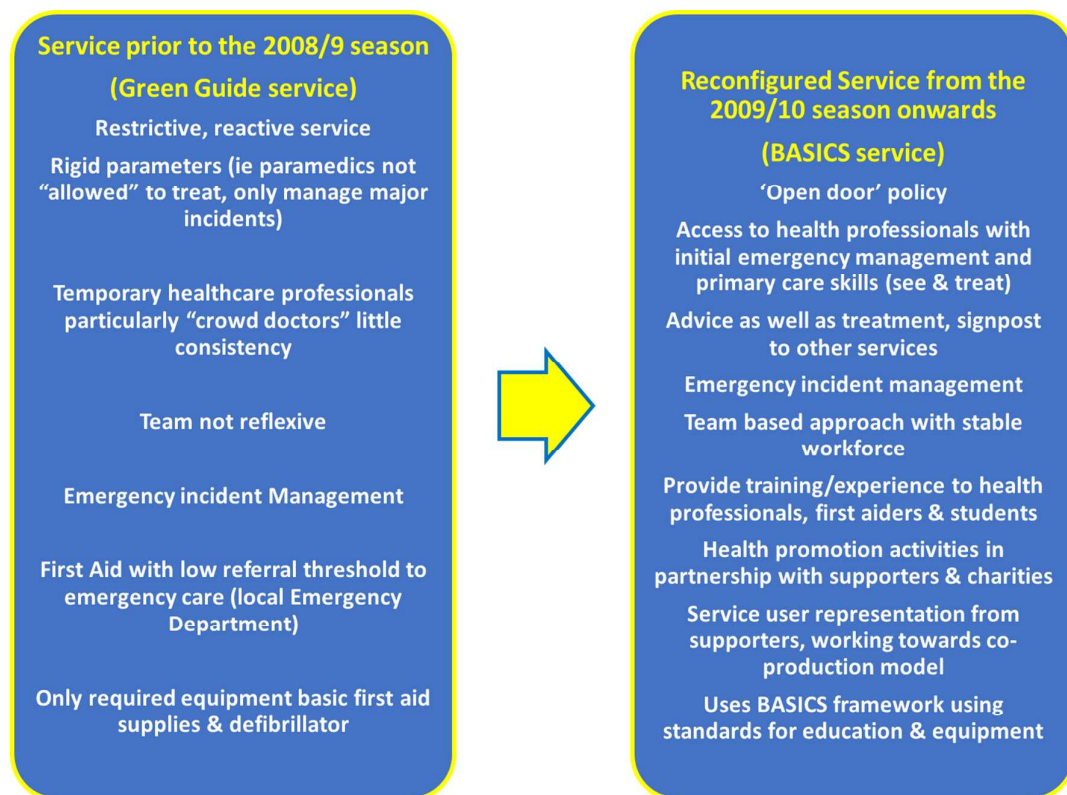 Service prior to the 2008/9 season
(Green Guide service)
Restrictive, reactive service
Rigid parameters (ie paramedics not
“allowed” to treat, only manage major
incidents)
Temporary healthcare professionals
particularly “crowd doctors” little
consistency
Team not reflexive
Emergency incident Management
First Aid with low referral threshold to
emergency care (local Emergency
Department)
Only required equipment basic first aid
supplies & defibrillator
Reconfigured Service from the
2009/10 season onwards
(BASICS service)
‘Open door’ policy
Access to health professionals with
initial emergency management and
primary care skills (see & treat)
Advice as well as treatment, signpost
to other services
Emergency incident management
Team based approach with stable
workforce
Provide training/experience to health
professionals, first aiders & students
Health promotion activities in
partnership with supporters & charities
Service user representation from
supporters, working towards co-
production model
Uses BASICS framework using
standards for education & equipment